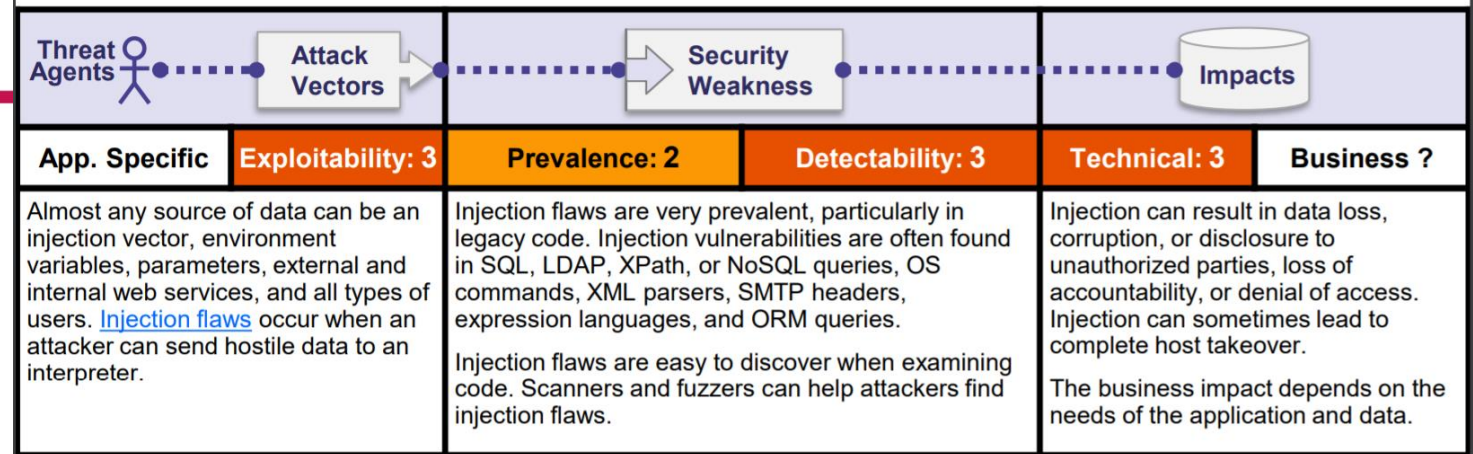 Threat
Agents
Attack
Vectors
Security
Weakness
Impacts
App. Specific
Exploitability: 3
Prevalence: 2
Detectability: 3
Technical: 3
Business ?
Almost any source of data can be an
injection vector, environment
variables, parameters, external and
internal web services, and all types of
users. Injection flaws occur when an
attacker can send hostile data to an
interpreter.
Injection flaws are very prevalent, particularly in
legacy code. Injection vulnerabilities are often found
in SQL, LDAP, XPath, or NoSQL queries, OS
commands, XML parsers, SMTP headers,
expression languages, and ORM queries.
Injection flaws are easy to discover when examining
code. Scanners and fuzzers can help attackers find
injection flaws.
Injection can result in data loss,
corruption, or disclosure to
unauthorized parties, loss of
accountability, or denial of access.
Injection can sometimes lead to
complete host takeover.
The business impact depends on the
needs of the application and data.